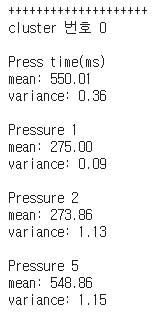 ++++++++++++++++++++
cluster 번호 0
Press time(ms)
mean: 550.01
variance: 0.36
Pressure 1
mean: 275.00
variance: 0.09
Pressure 2
mean: 273.86
variance: 1.13
Pressure 5
mean: 548.86
variance: 1.15